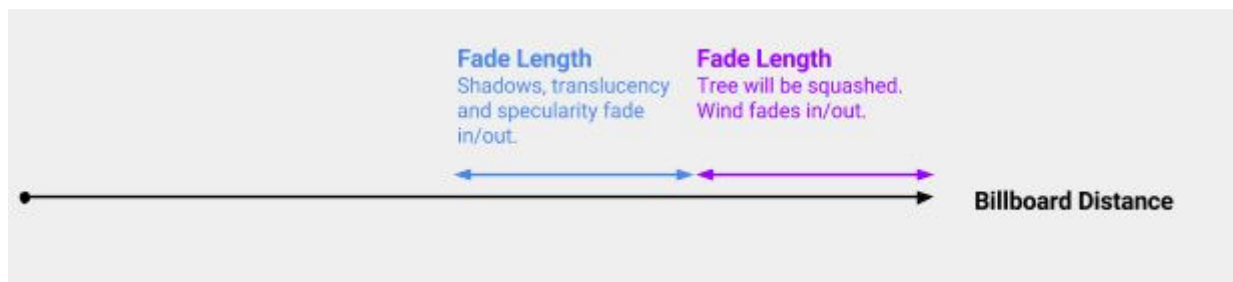 Fade Length
Shadows, translucency
and specularity fade
in/out.
Fade Length
Tree will be squashed.
Wind fades in/out.
Billboard Distance